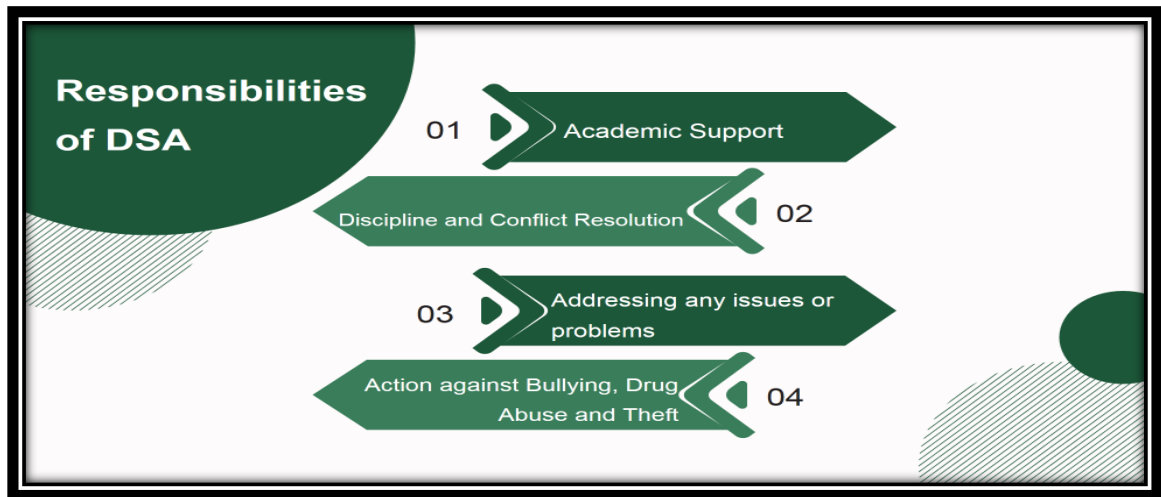 Responsibilities
of DSA
01
Academic Support
Discipline and Conflict Resolution
02
03
Addressing any issues or
problems
Action against Bullying, Drug
Abuse and Theft
04